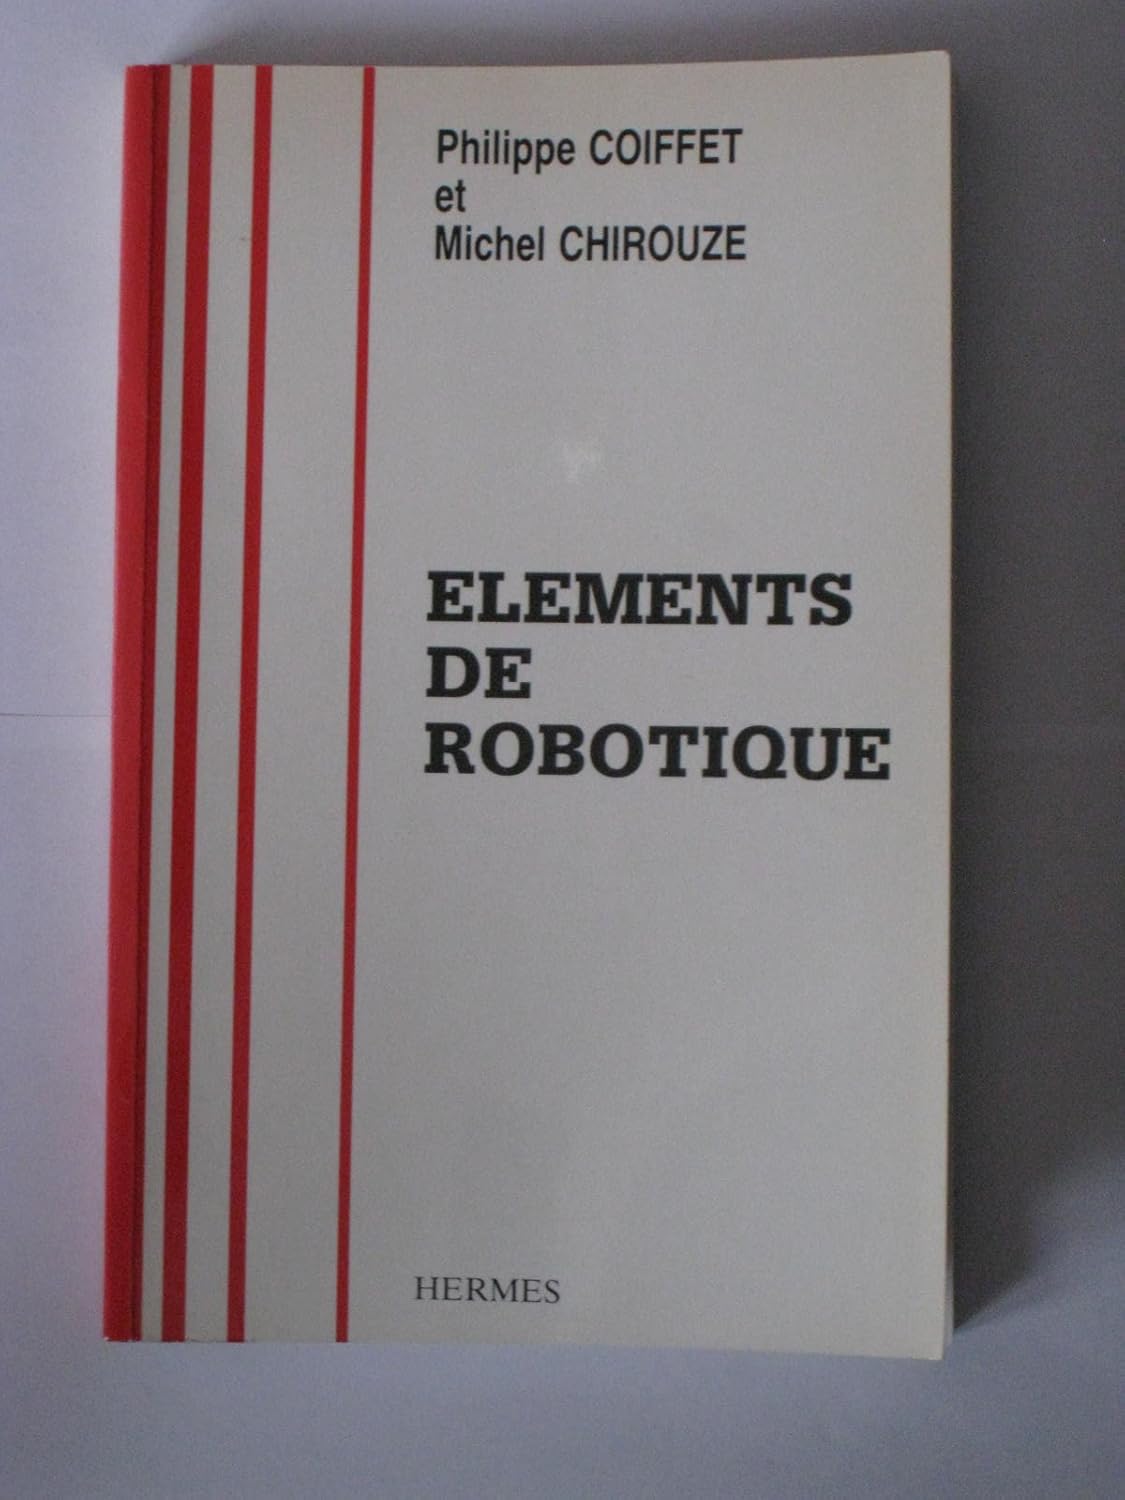 Philippe COIFFET
et
Michel CHIROUZE
ELEMENTS
DE
ROBOTIQUE
HERMES